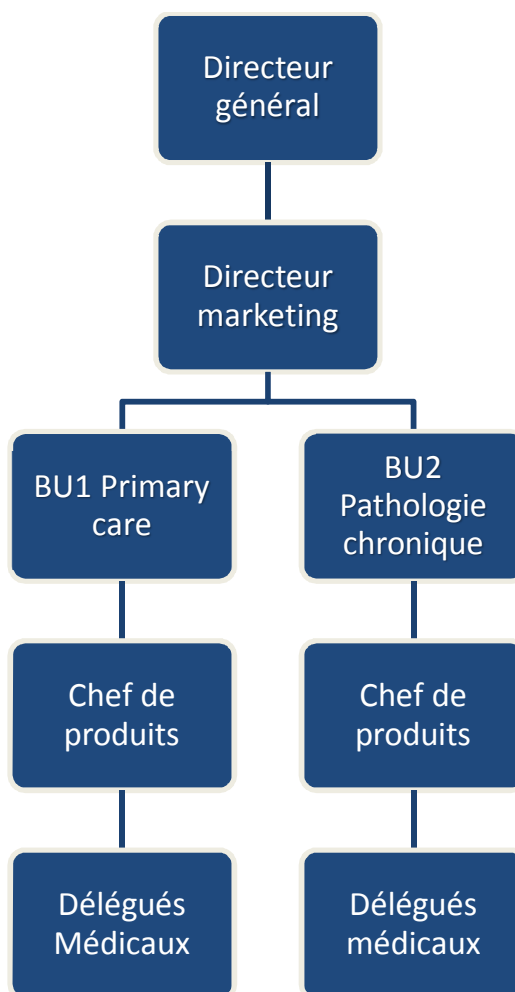 Directeur
général
Directeur
marketing
BU1 Primary
care
BU2
Pathologie
chronique
Chef de
produits
Chef de
produits
Délégués
Médicaux
Délégués
médicaux